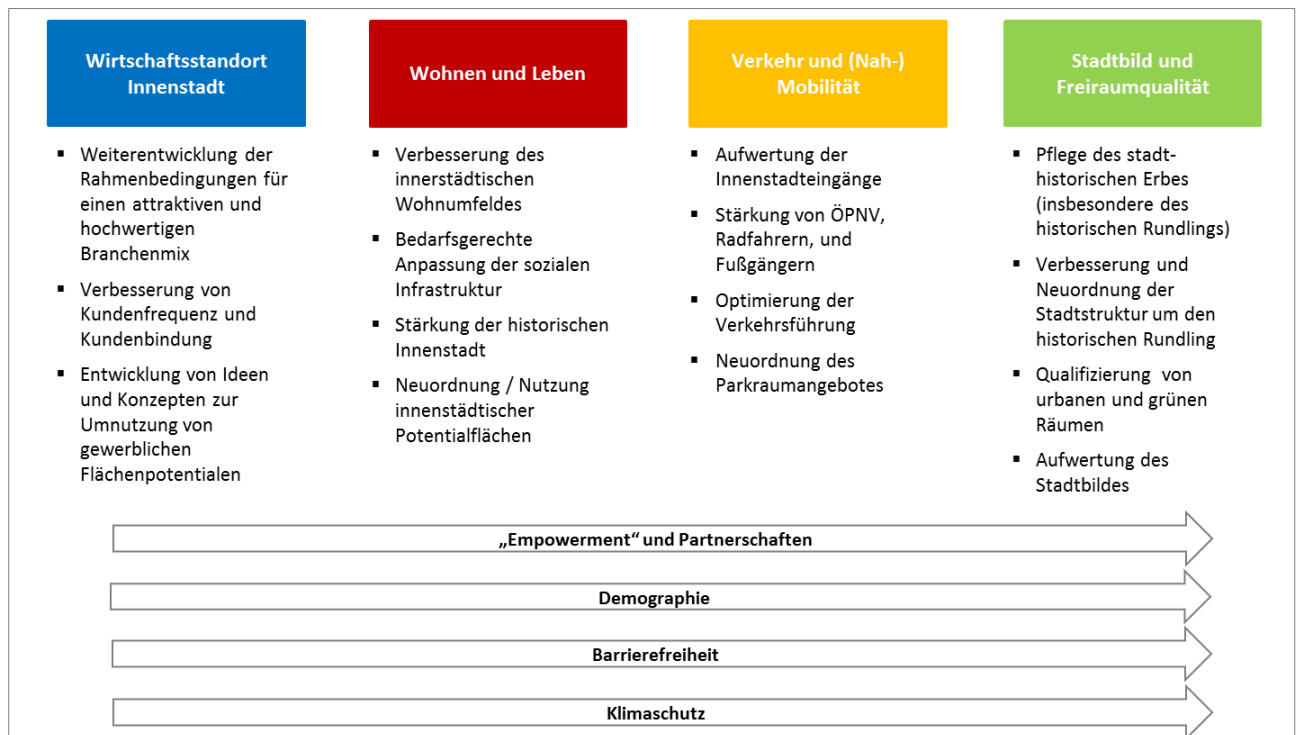 Wirtschaftsstandort
Innenstadt
▪ Weiterentwicklung der
Rahmenbedingungen für
einen attraktiven und
hochwertigen
Branchenmix
▪ Verbesserung von
Kundenfrequenz und
Kundenbindung
▪ Entwicklung von Ideen
und Konzepten zur
Umnutzung von
gewerblichen
Flächenpotentialen
Wohnen und Leben
▪ Verbesserung des
innerstädtischen
Wohnumfeldes
▪ Bedarfsgerechte
Anpassung der sozialen
Infrastruktur
▪ Stärkung der historischen
Innenstadt
▪ Neuordnung / Nutzung
innenstädtischer
Potentialflächen
Verkehr und (Nah-)
Mobilität
▪ Aufwertung der
Innenstadteingänge
▪ Stärkung von ÖPNV,
Radfahrern, und
Fußgängern
▪ Optimierung der
Verkehrsführung
▪ Neuordnung des
Parkraumangebotes
Stadtbild und
Freiraumqualität
▪ Pflege des stadt-
historischen Erbes
(insbesondere des
historischen Rundlings)
▪ Verbesserung und
Neuordnung der
Stadtstruktur um den
historischen Rundling
▪ Qualifizierung von
urbanen und grünen
Räumen
▪ Aufwertung des
Stadtbildes
„Empowerment“ und Partnerschaften
Demographie
Barrierefreiheit
Klimaschutz